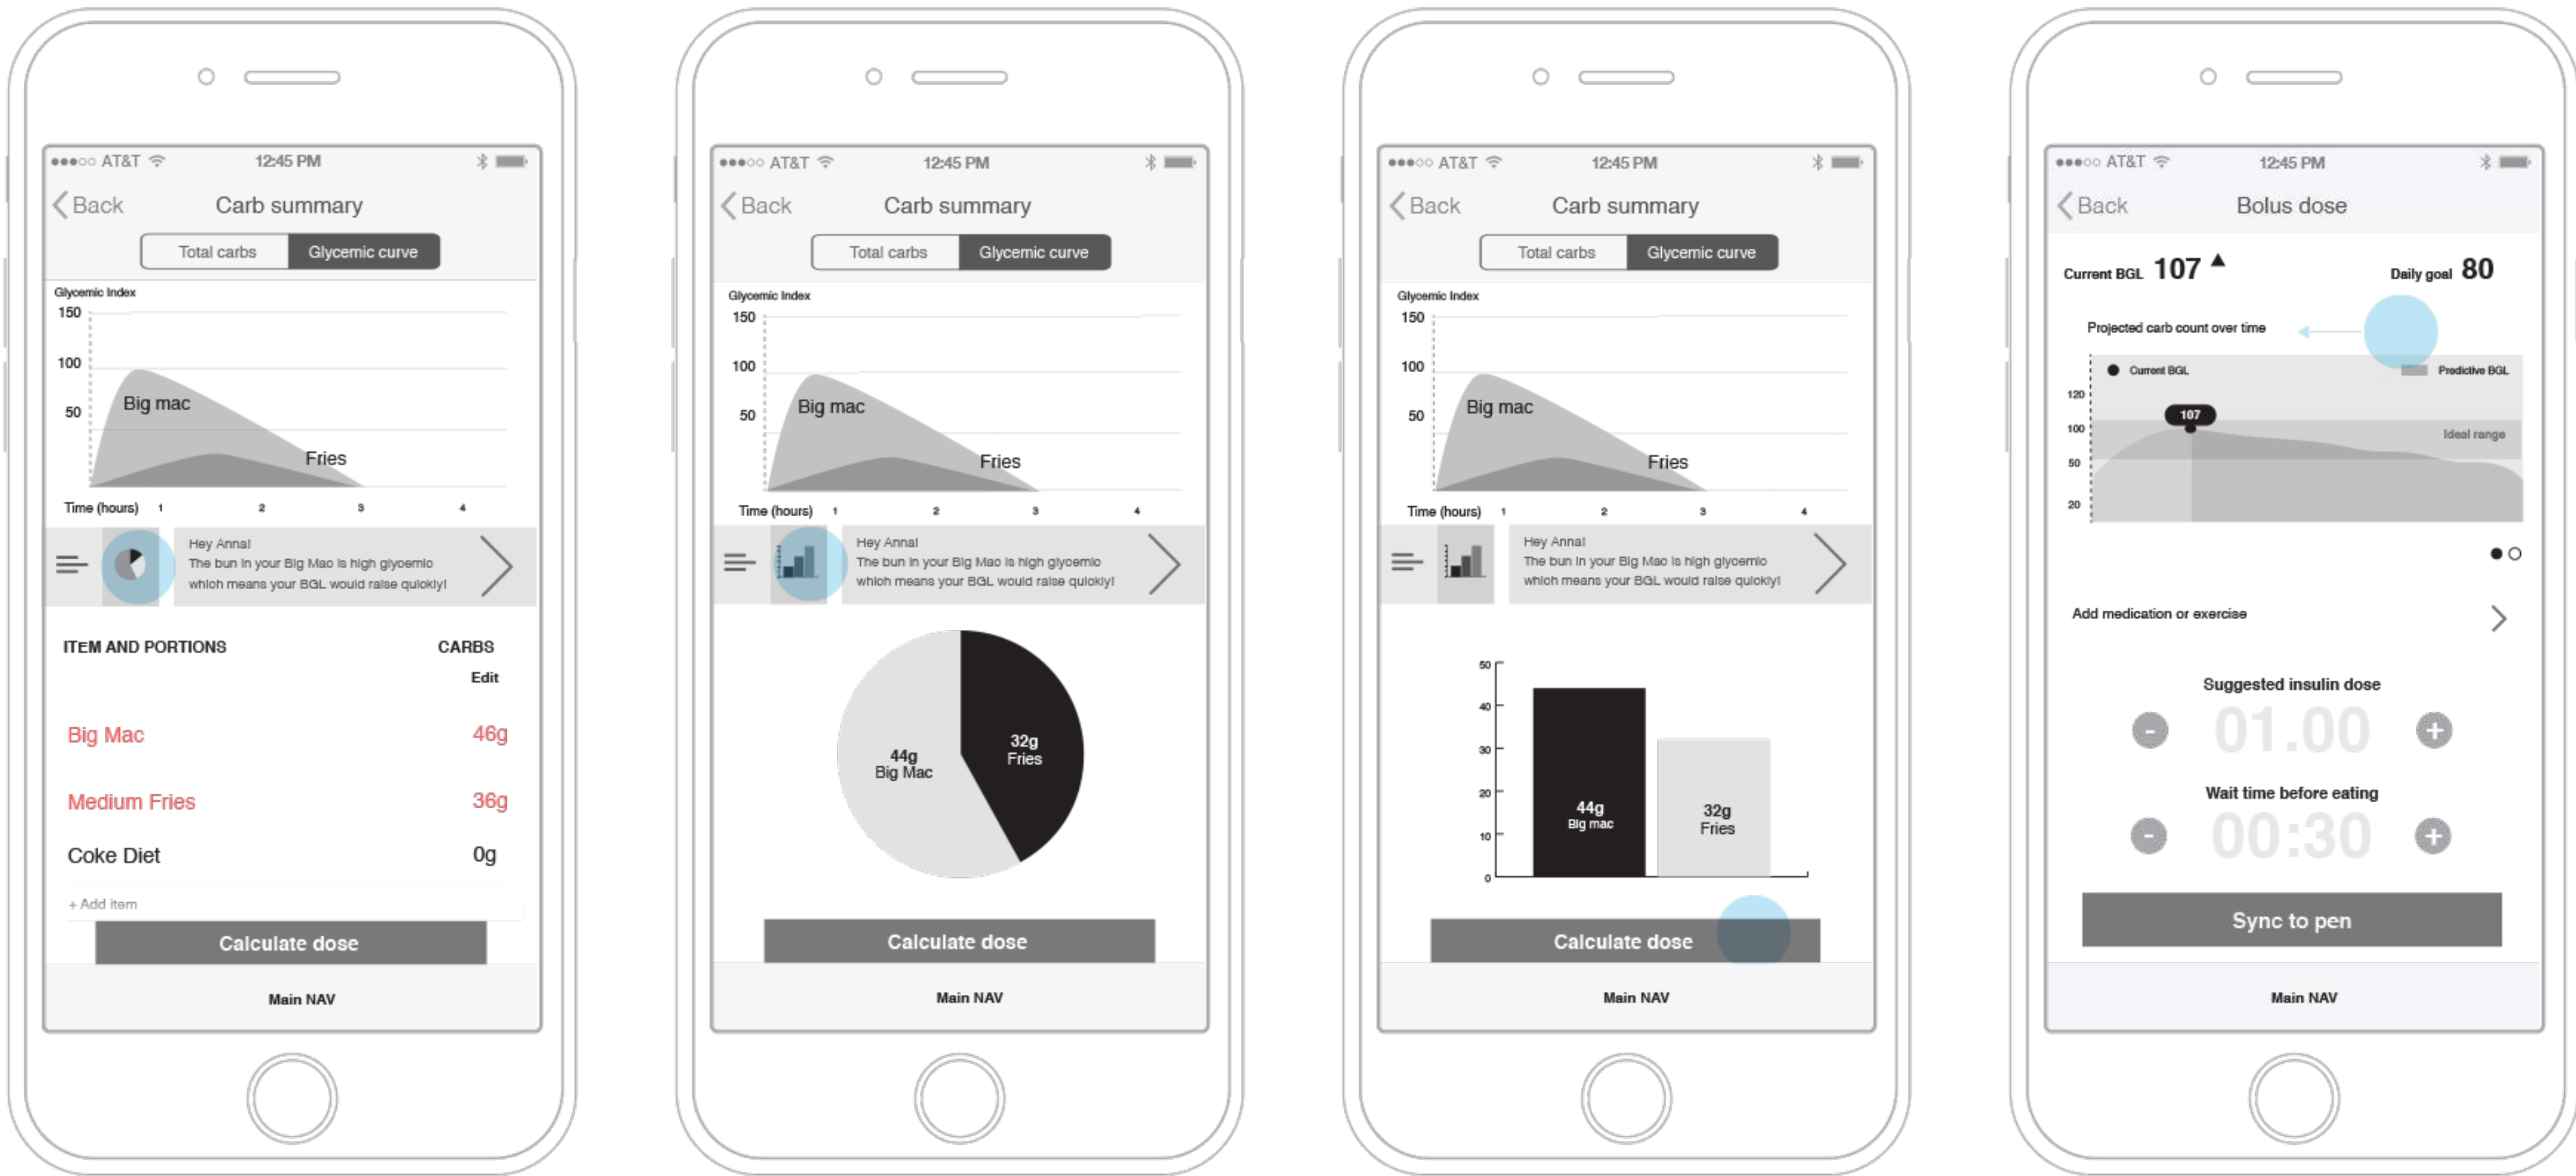 AT&T 12:45 PM
Back Carb summary
Total carbs Glycemic curve
Glycemic Index
150
100
50
Big mac
Fries
Time (hours) 1 2 3 4
Hey Anna!
The bun in your Big Mac is high glycemic
which means your BGL would raise quickly!
ITEM AND PORTIONS CARBS
Edit
Big Mac 46g
Medium Fries 36g
Coke Diet 0g
+ Add item
Calculate dose
Main NAV
AT&T 12:45 PM
Back Carb summary
Total carbs Glycemic curve
Glycemic Index
150
100
50
Big mac
Fries
Time (hours) 1 2 3 4
Hey Anna!
The bun in your Big Mac is high glycemic
which means your BGL would raise quickly!
44g
Big Mac
32g
Fries
Calculate dose
Main NAV
AT&T 12:45 PM
Back Carb summary
Total carbs Glycemic curve
Glycemic Index
150
100
50
Big mac
Fries
Time (hours) 1 2 3 4
Hey Anna!
The bun in your Big Mac is high glycemic
which means your BGL would raise quickly!
50
40
30
20
10
0
44g
Big mac
32g
Fries
Calculate dose
Main NAV
AT&T 12:45 PM
Back Bolus dose
Current BGL 107 ▲ Daily goal 80
Projected carb count over time
Current BGL Predictive BGL
120
100
50
20
107
Ideal range
Add medication or exercise
Suggested insulin dose
- 01.00 +
Wait time before eating
- 00:30 +
Sync to pen
Main NAV